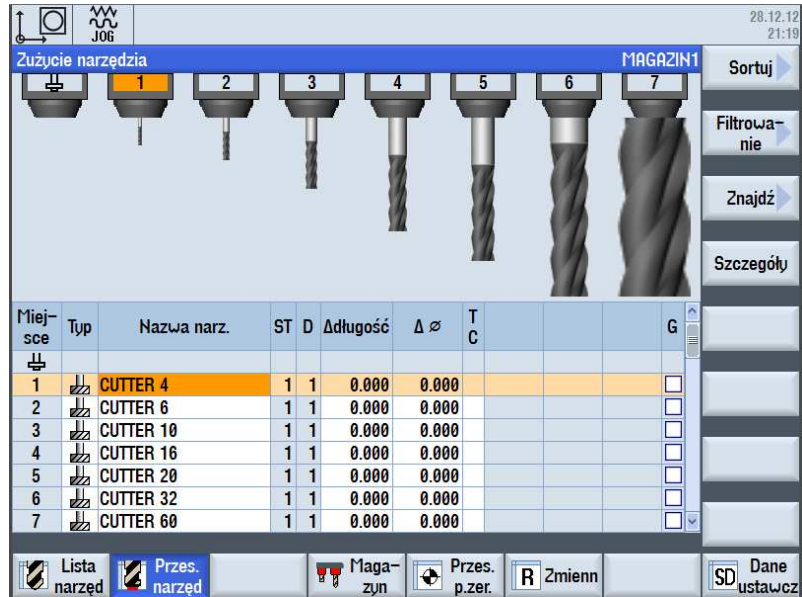 28.12.12
21:19
JOG
Zużycie narzędzia MAGAZIN1
1 2 3 4 5 6 7
Sortuj
Filtrowa-
nie
Znajdź
Szczegóły
Miej-
sce Typ Nazwa narz. ST D Δdługość Δ ø T
C G
1 CUTTER 4 1 1 0.000 0.000
2 CUTTER 6 1 1 0.000 0.000
3 CUTTER 10 1 1 0.000 0.000
4 CUTTER 16 1 1 0.000 0.000
5 CUTTER 20 1 1 0.000 0.000
6 CUTTER 32 1 1 0.000 0.000
7 CUTTER 60 1 1 0.000 0.000
Lista
narzęd
Przes.
narzęd
Maga-
zyn
Przes.
p.zer.
R Zmienn
SD Dane
ustawcz